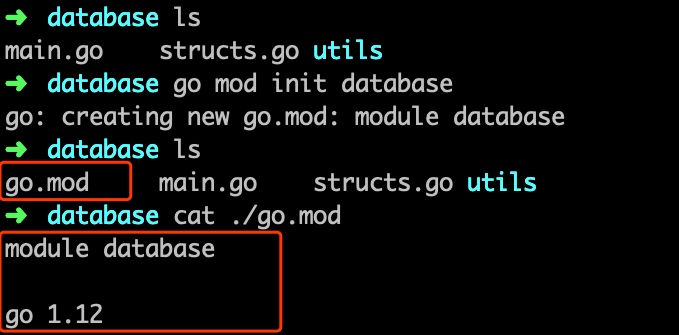 ➜ database ls
main.go structs.go utils
➜ database go mod init database
go: creating new go.mod: module database
➜ database ls
go.mod main.go structs.go utils
➜ database cat ./go.mod
module database
go 1.12